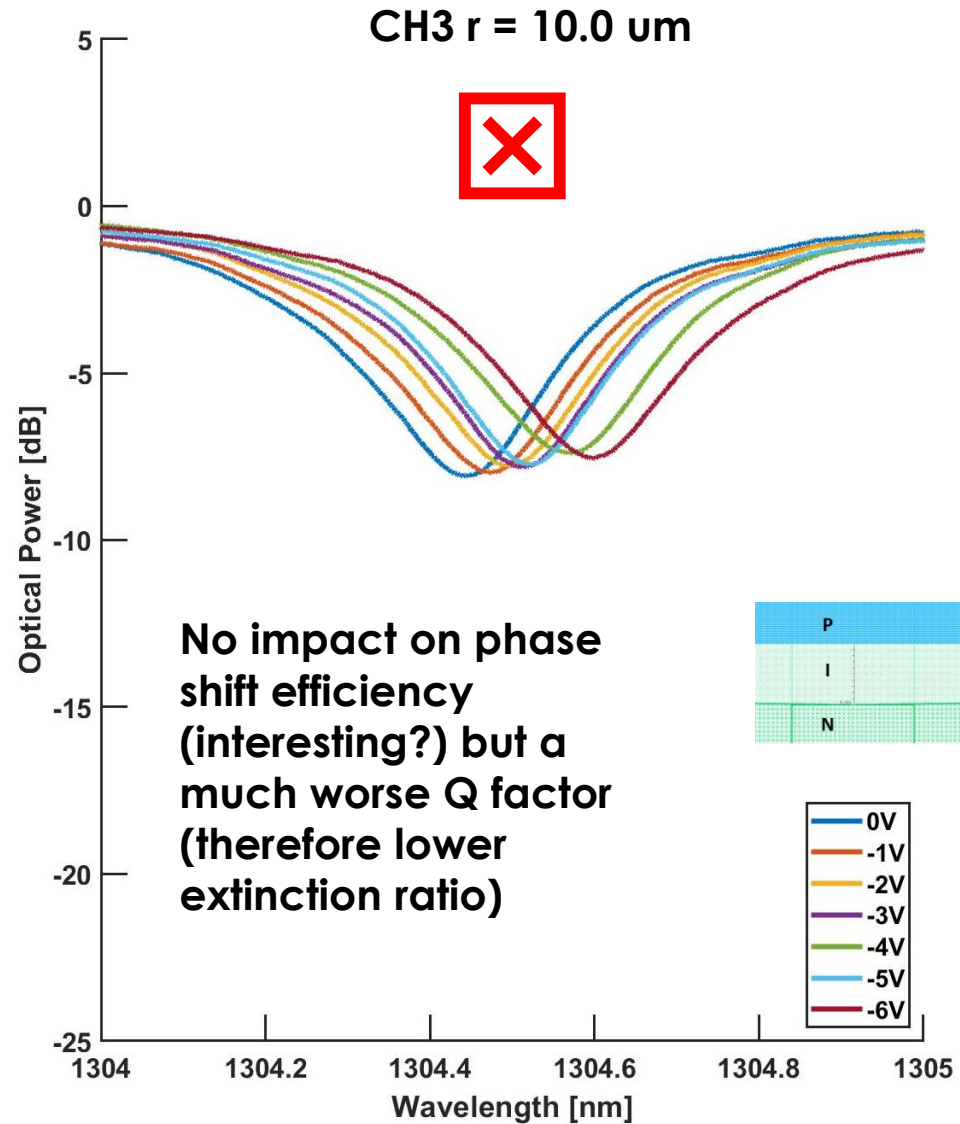 CH3 r = 10.0 um
5
0
-5
-10
-15
-20
-25
Optical Power [dB]
No impact on phase
shift efficiency
(interesting?) but a
much worse Q factor
(therefore lower
extinction ratio)
P
I
N
0V
-1V
-2V
-3V
-4V
-5V
-6V
1304
1304.2
1304.4
1304.6
1304.8
1305
Wavelength [nm]